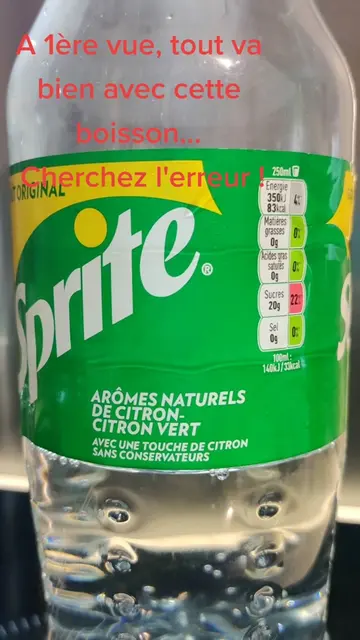 A 1ère vue, tout va
bien avec cette
boisson...
Cherchez l'erreur !
T ORIGINAL
250ml
Energie
350kJ
83kcal
4%
Matières
grasses
0g
0%
Acides gras
saturés
0g
0%
Sucres
20g
22%
Sel
0g
0%
100ml:
140kJ/33kcal
Sprite®
ARÔMES NATURELS
DE CITRON-
CITRON VERT
AVEC UNE TOUCHE DE CITRON
SANS CONSERVATEURS